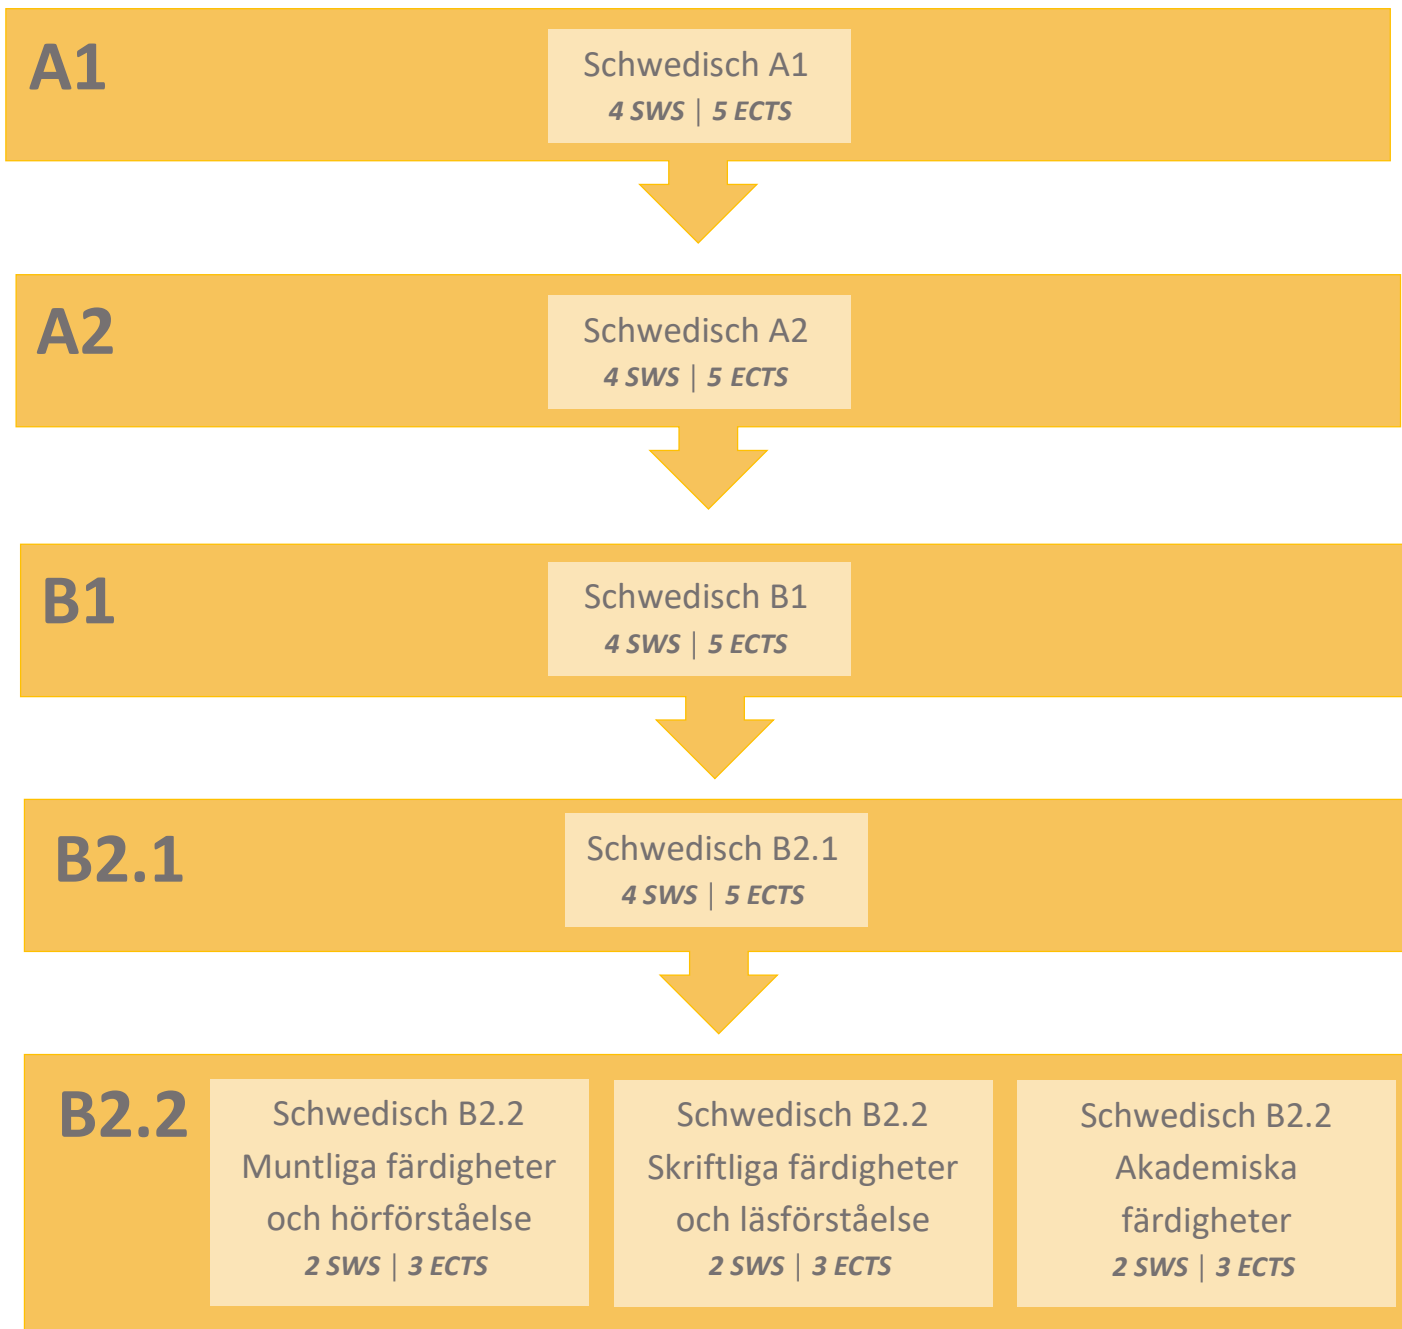 A1
Schwedisch A1
4 SWS | 5 ECTS
A2
Schwedisch A2
4 SWS | 5 ECTS
B1
Schwedisch B1
4 SWS | 5 ECTS
B2.1
Schwedisch B2.1
4 SWS | 5 ECTS
B2.2
Schwedisch B2.2
Muntliga färdigheter
och hörförståelse
2 SWS | 3 ECTS
Schwedisch B2.2
Skriftliga färdigheter
och läsförståelse
2 SWS | 3 ECTS
Schwedisch B2.2
Akademiska
färdigheter
2 SWS | 3 ECTS